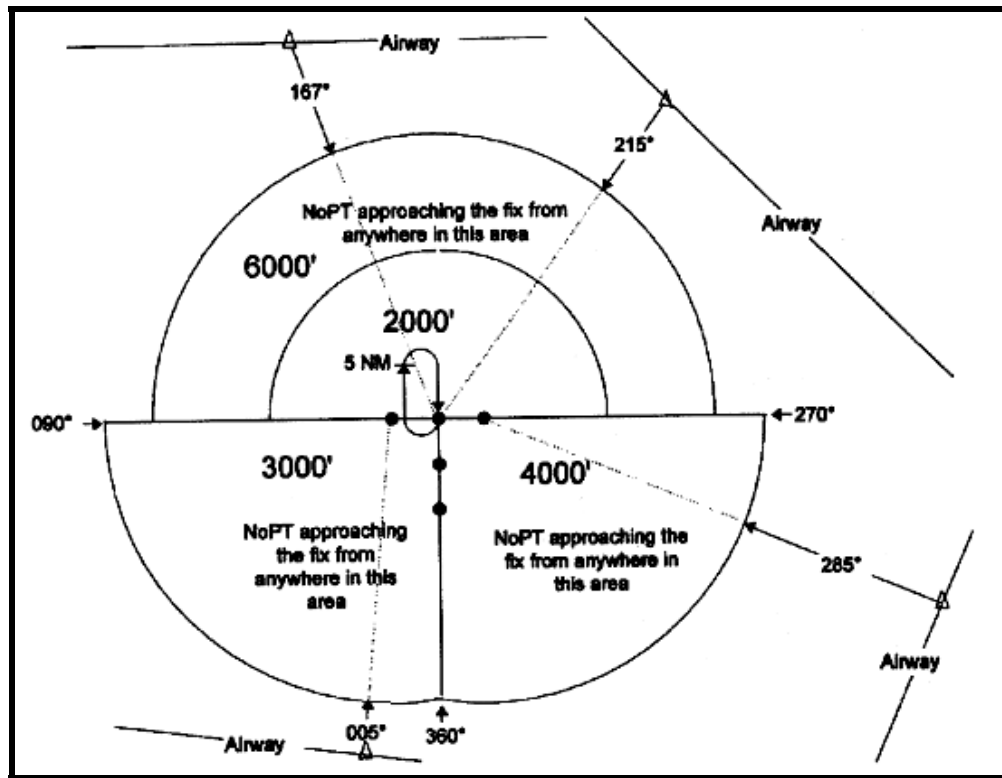 Airway
167°
215°
NoPT approaching the fix from
anywhere in this area
Airway
6000'
2000'
5 NM
090°
270°
3000'
4000'
NoPT approaching
the fix from
anywhere in this
area
NoPT approaching the
fix from anywhere in
this area
285°
Airway
005°
360°
Airway